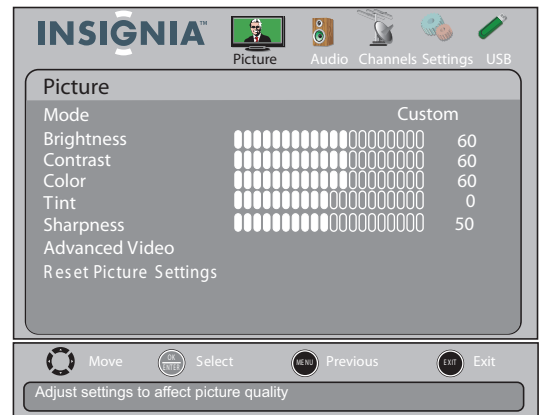 INSIGNIA™
Picture Audio Channels Settings USB
Picture
Mode Custom
Brightness 60
Contrast 60
Color 60
Tint 0
Sharpness 50
Advanced Video
Reset Picture Settings
Move OK ENTER Select MENU Previous EXIT Exit
Adjust settings to affect picture quality